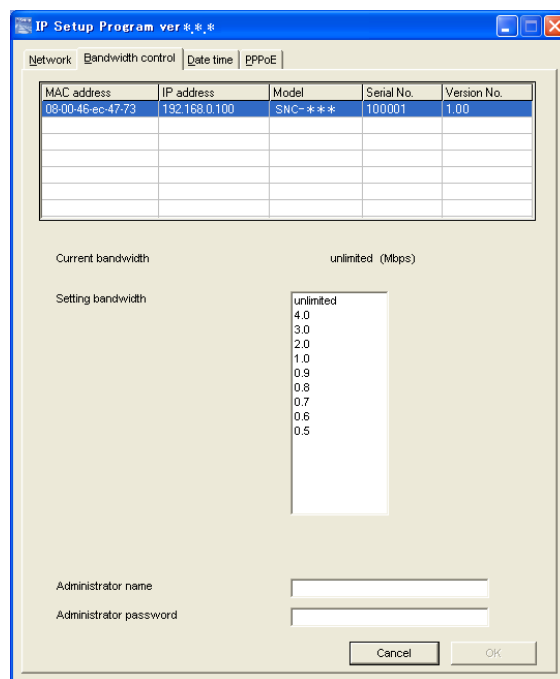 IP Setup Program ver*.*.*
Network Bandwidth control Date time PPPoE
MAC address IP address Model Serial No. Version No.
08-00-46-ec-47-73 192.168.0.100 SNC-*** 100001 1.00
Current bandwidth unlimited (Mbps)
Setting bandwidth
unlimited
4.0
3.0
2.0
1.0
0.9
0.8
0.7
0.6
0.5
Administrator name
Administrator password
Cancel OK